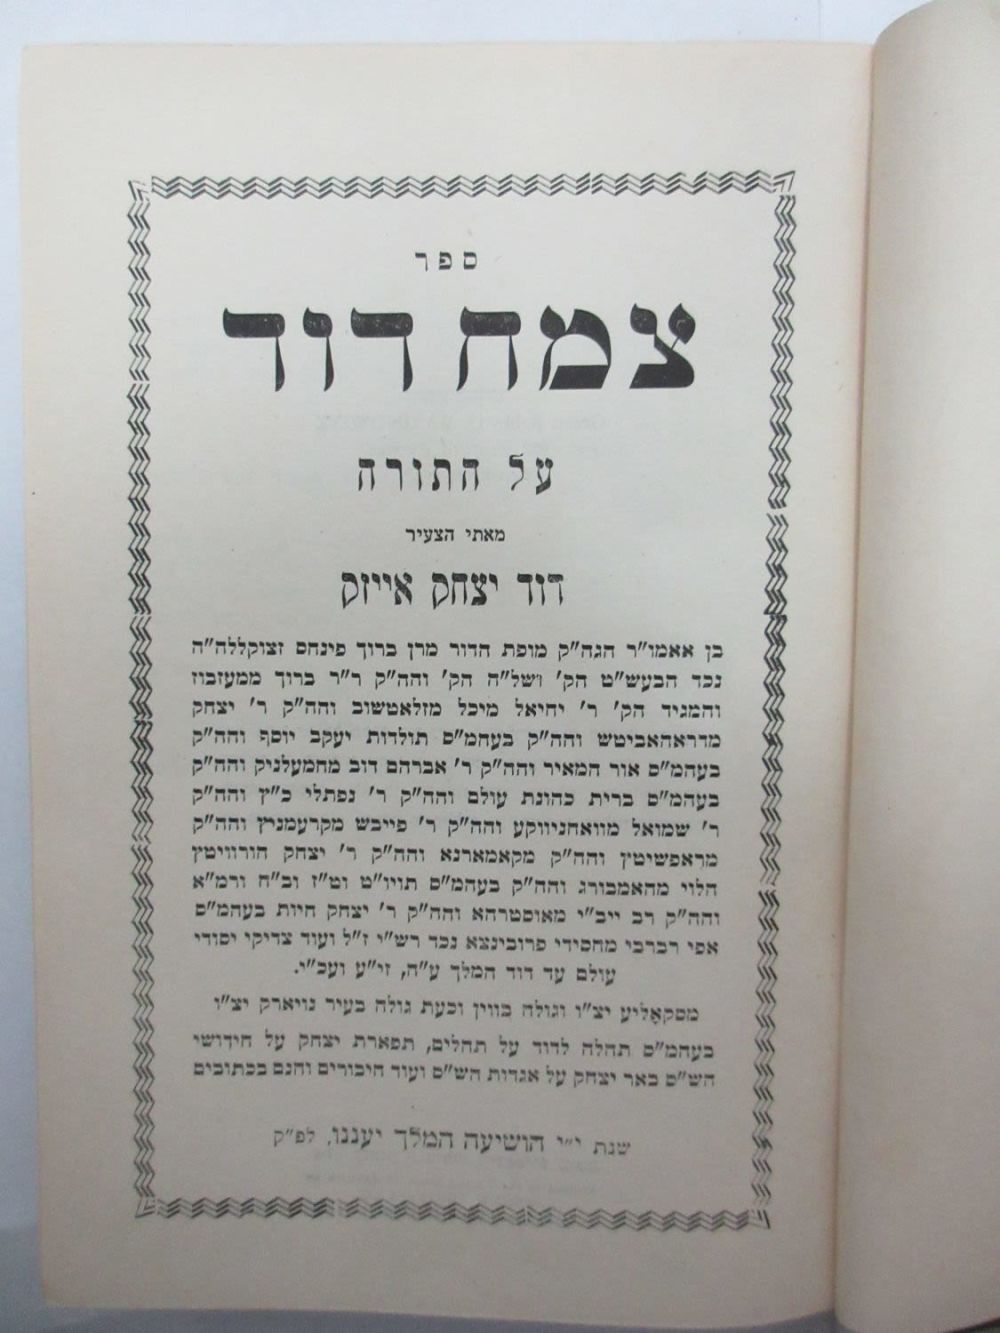 ספר
צמח דוד
על התורה
מאתי הצעיר
דוד יצחק אייזק
בן אאמו"ר הגה"ק מופת הדור מרן ברוך פינחס זצוקללה"ה
נכד הבעש"ט הק' ושל"ה הק' והה"ק ר"ר ברוך ממעזבוז
והמגיד הק' ר' יחיאל מיכל מזלאטשוב והה"ק ר' יצחק
מדראהאביטש והה"ק בעהמ"ס תולדות יעקב יוסף והה"ק
בעהמ"ס אור המאיר והה"ק ר' אברהם דוב מחמעלניק והה"ק
בעהמ"ס ברית כהונת עולם והה"ק ר' נפתלי כ"ץ והה"ק
ר' שמואל מוואחניווקע והה"ק ר' פייבש מקרעמניץ והה"ק
מראפשיטץ והה"ק מקאמארנא והה"ק ר' יצחק הורוויטץ
הלוי מהאמבורג והה"ק בעהמ"ס תויו"ט וט"ז וב"ח ורמ"א
והה"ק רב ייב"י מאוסטרהא והה"ק ר' יצחק חיות בעהמ"ס
אפי רברבי מחסידי פרובינצא נכד רש"י ז"ל ועוד צדיקי יסודי
עולם עד דוד המלך ע"ה, זי"ע ועכ"י.
מסקאליע יצ"ו וגולה בווין וכעת גולה בעיר נויארק יצ"ו
בעהמ"ס תהלה לדוד על תהלים, תפארת יצחק על חידושי
הש"ס באר יצחק על אגדות הש"ס ועוד חיבורים והנם בכתובים
שנת י"י הושיעה המלך יעננו, לפ"ק